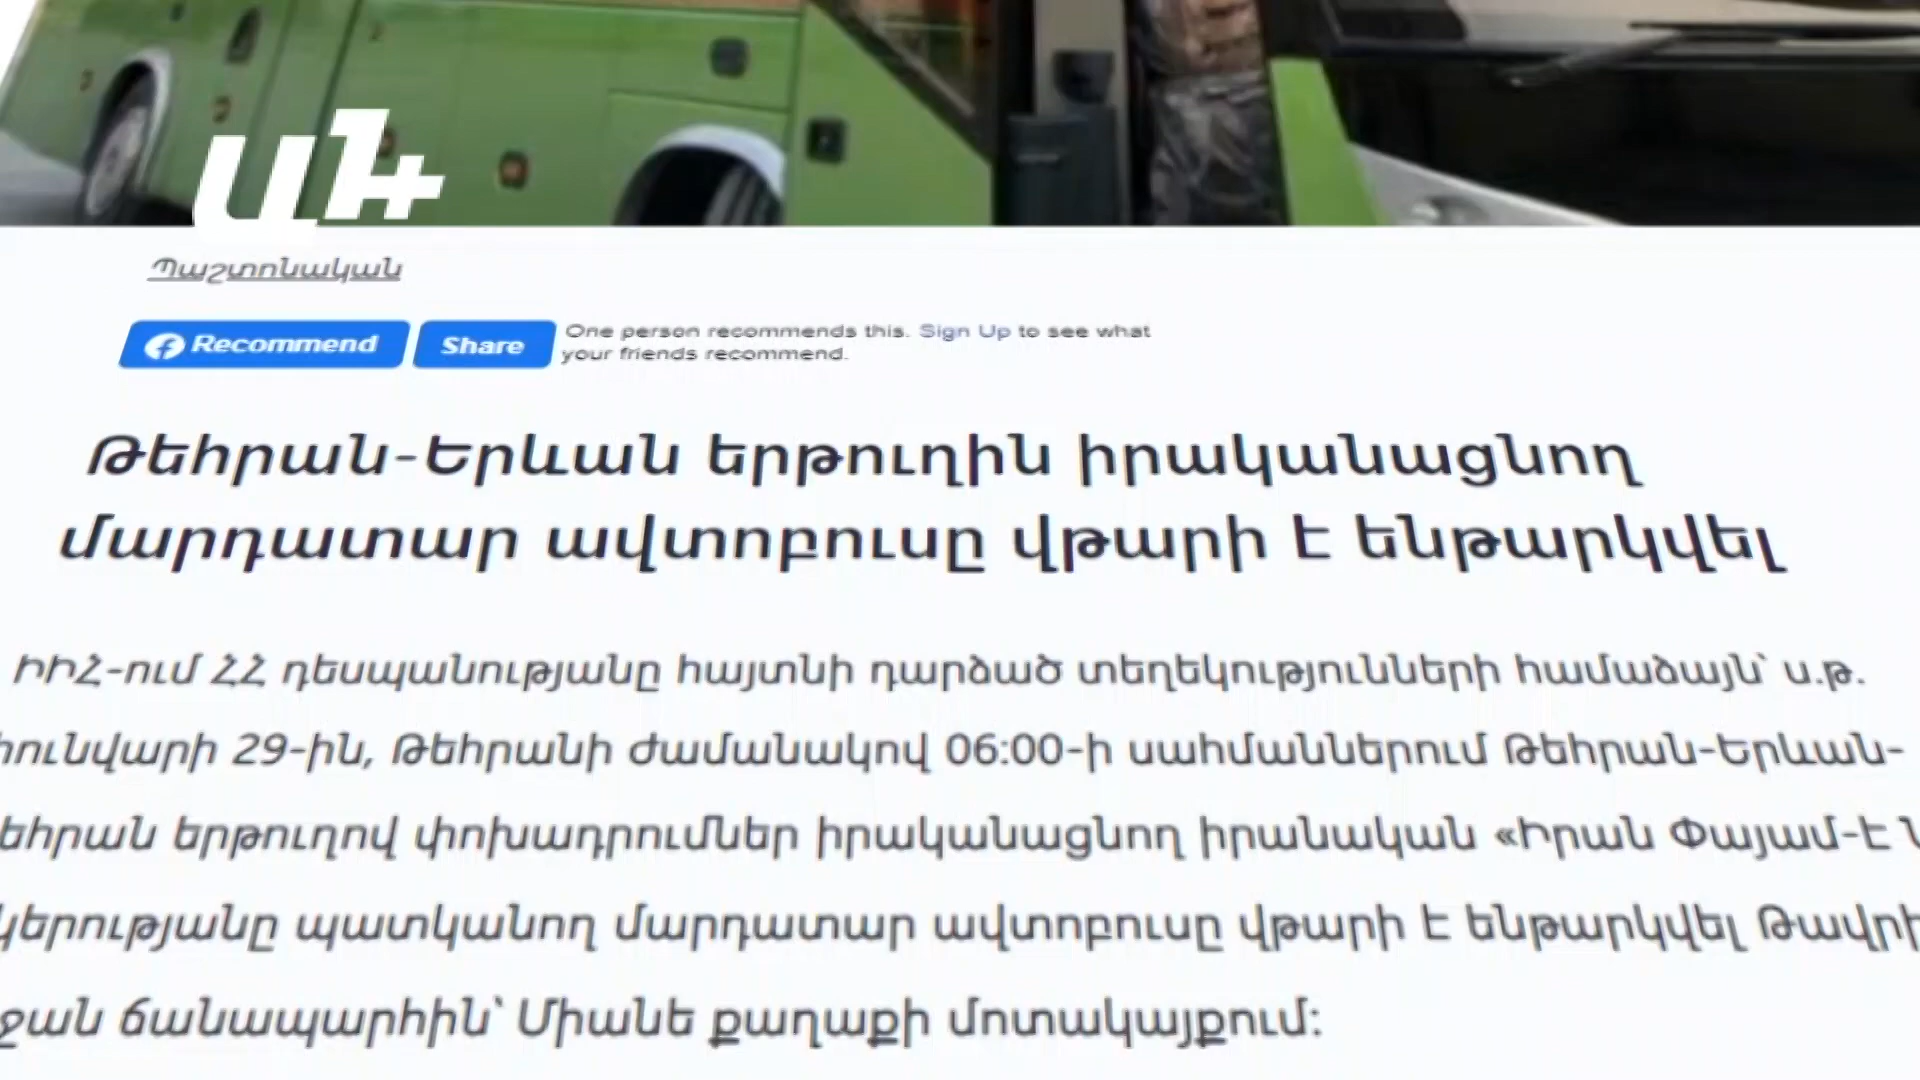 ա1+
Պաշտոնական
Recommend Share One person recommends this. Sign Up to see what
your friends recommend.
Թեհրան-Երևան երթուղին իրականացնող
մարդատար ավտոբուսը վթարի է ենթարկվել
ԻԻՀ-ում ՀՀ դեսպանությանը հայտնի դարձած տեղեկությունների համաձայն՝ ս.թ.
հունվարի 29-ին, Թեհրանի ժամանակով 06:00-ի սահմաններում Թեհրան-Երևան-
եհրան երթուղով փոխադրումներ իրականացնող իրանական «Իրան Փայամ-Է
կերությանը պատկանող մարդատար ավտոբուսը վթարի է ենթարկվել Թավրի
ջան ճանապարհին՝ Միանե քաղաքի մոտակայքում: